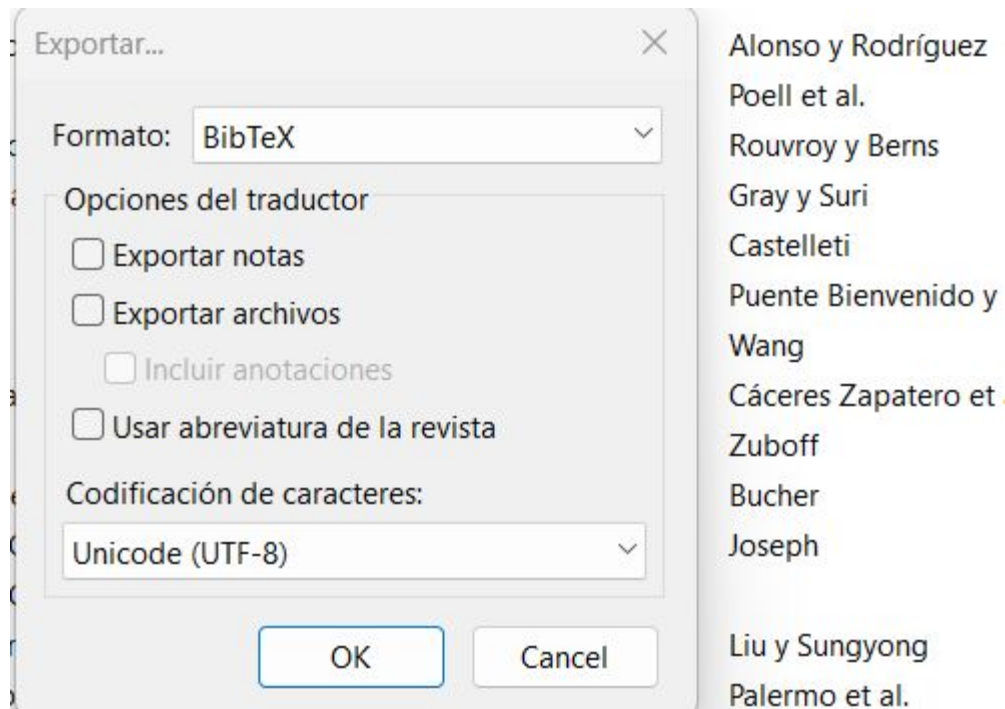 Exportar...
Formato: BibTeX
Opciones del traductor
Exportar notas
Exportar archivos
Incluir anotaciones
Usar abreviatura de la revista
Codificación de caracteres:
Unicode (UTF-8)
OK Cancel
Alonso y Rodríguez
Poell et al.
Rouvroy y Berns
Gray y Suri
Castelleti
Puente Bienvenido y
Wang
Cáceres Zapatero et
Zuboff
Bucher
Joseph
Liu y Sungyong
Palermo et al.